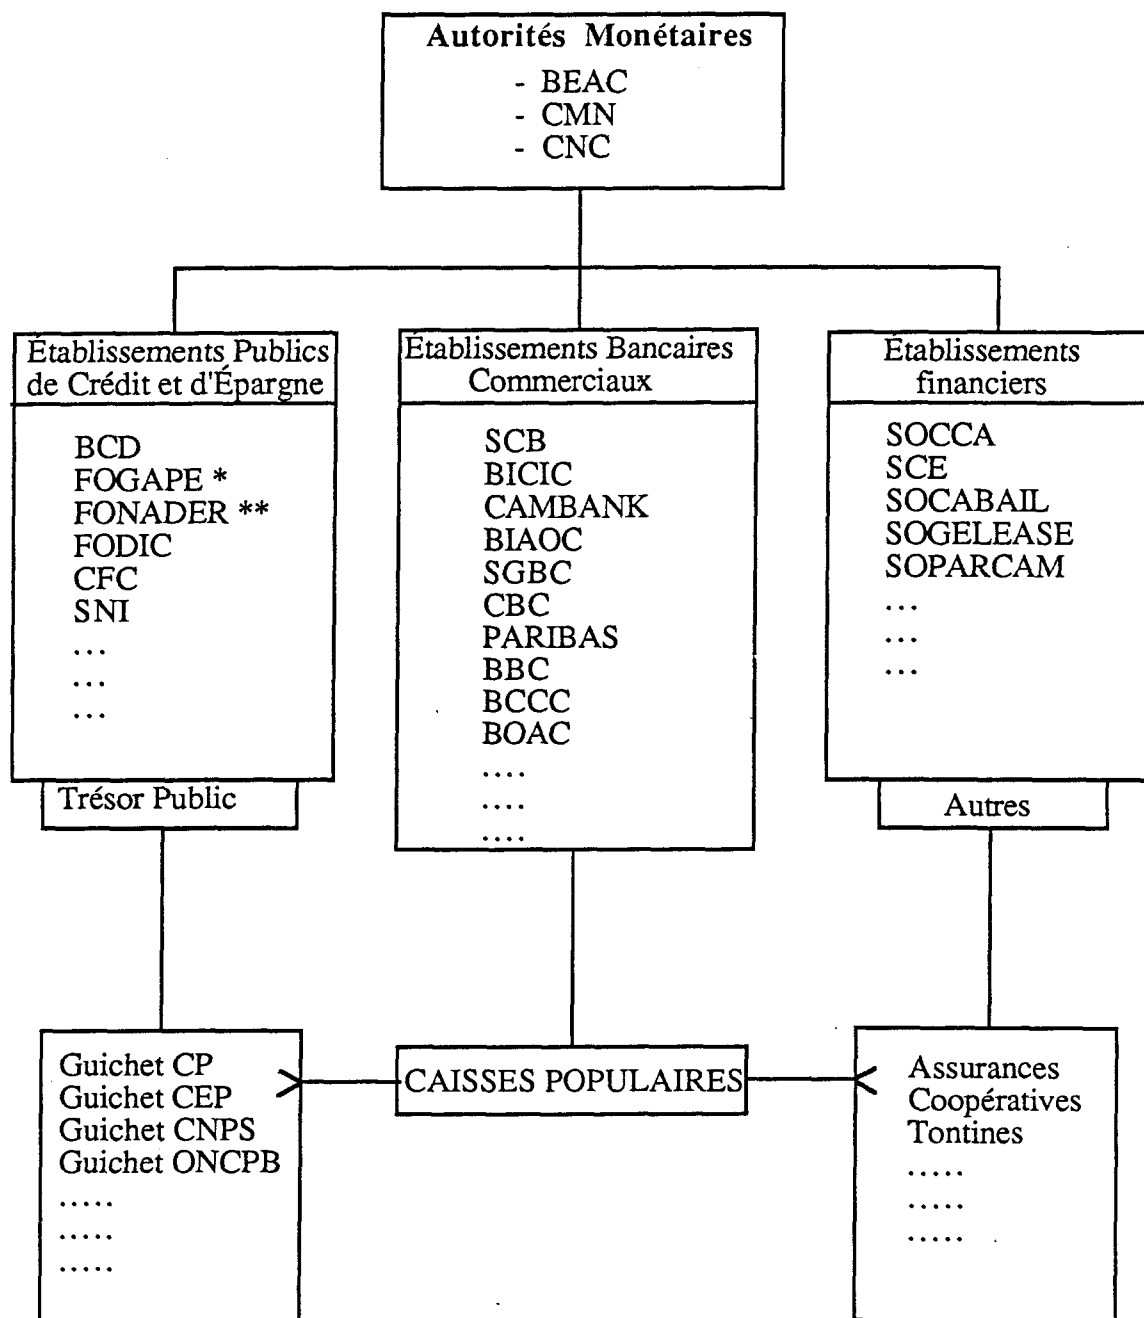 Autorités Monétaires
- BEAC
- CMN
- CNC
Établissements Publics
de Crédit et d'Épargne
BCD
FOGAPE *
FONADER **
FODIC
CFC
SNI
...
...
...
Trésor Public
Établissements Bancaires
Commerciaux
SCB
BICIC
CAMBANK
BIAOC
SGBC
CBC
PARIBAS
BBC
BCCC
BOAC
....
....
....
Établissements
financiers
SOCCA
SCE
SOCABAIL
SOGELEASE
SOPARCAM
...
...
...
Autres
Guichet CP
Guichet CEP
Guichet CNPS
Guichet ONCPB
.....
.....
.....
CAISSES POPULAIRES
Assurances
Coopératives
Tontines
.....
.....
.....